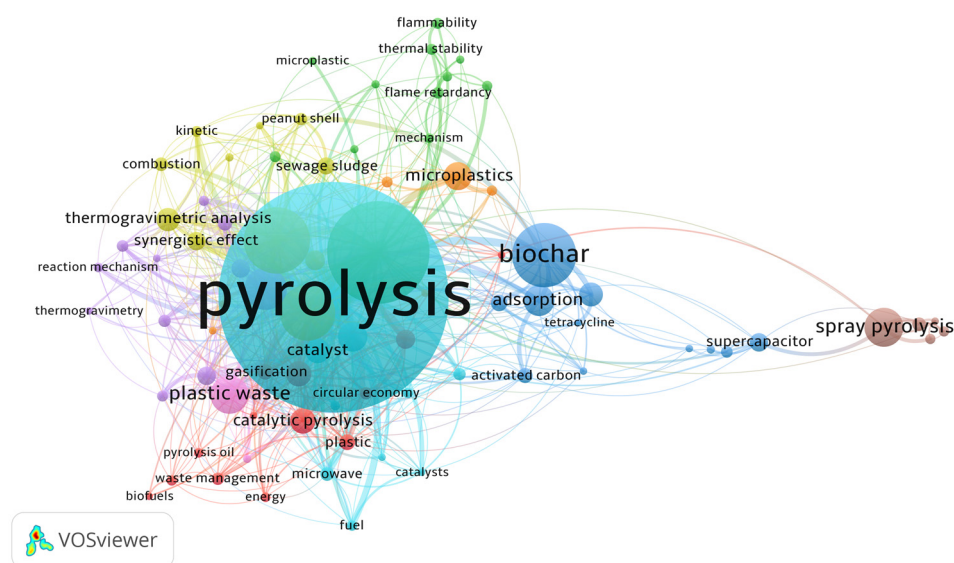 flammability
thermal stability
microplastic
flame retardancy
peanut shell
kinetic
mechanism
combustion
sewage sludge
microplastics
thermogravimetric analysis
synergistic effect
biochar
reaction mechanism
pyrolysis
adsorption
thermogravimetry
tetracycline
spray pyrolysis
supercapacitor
catalyst
gasification
activated carbon
plastic waste
circular economy
catalytic pyrolysis
plastic
pyrolysis oil
waste management
microwave
catalysts
biofuels
energy
fuel
VOSviewer